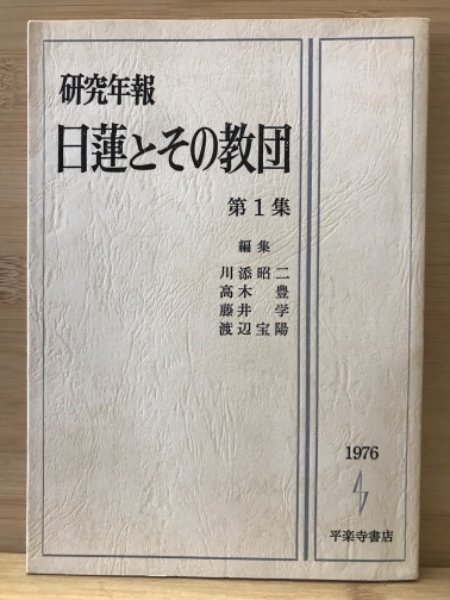 研究年報
日蓮とその教団
第1集
編集
川添昭二
高木豊
藤井学
渡辺宝陽
1976
平楽寺書店